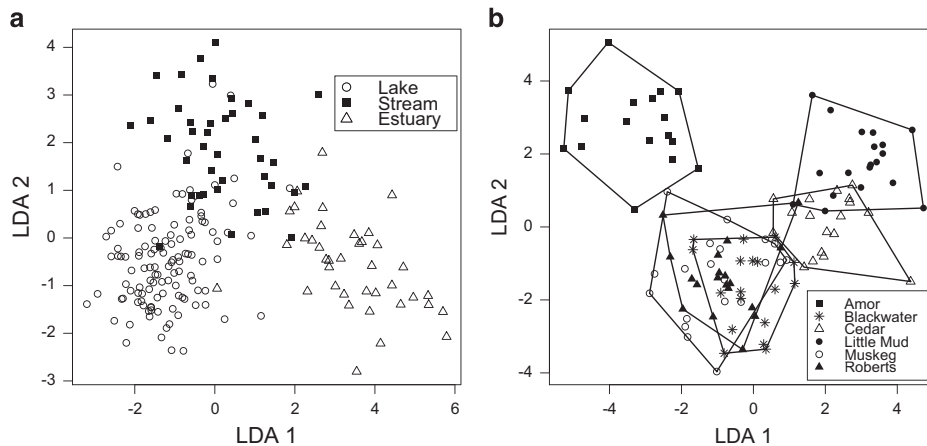 a
LDA 2
4
3
2
1
0
-1
-2
-3
-2
0
2
4
6
LDA 1
Lake
Stream
Estuary
b
LDA 2
4
2
0
-2
-4
-4
-2
0
2
4
LDA 1
Amor
Blackwater
Cedar
Little Mud
Muskeg
Roberts